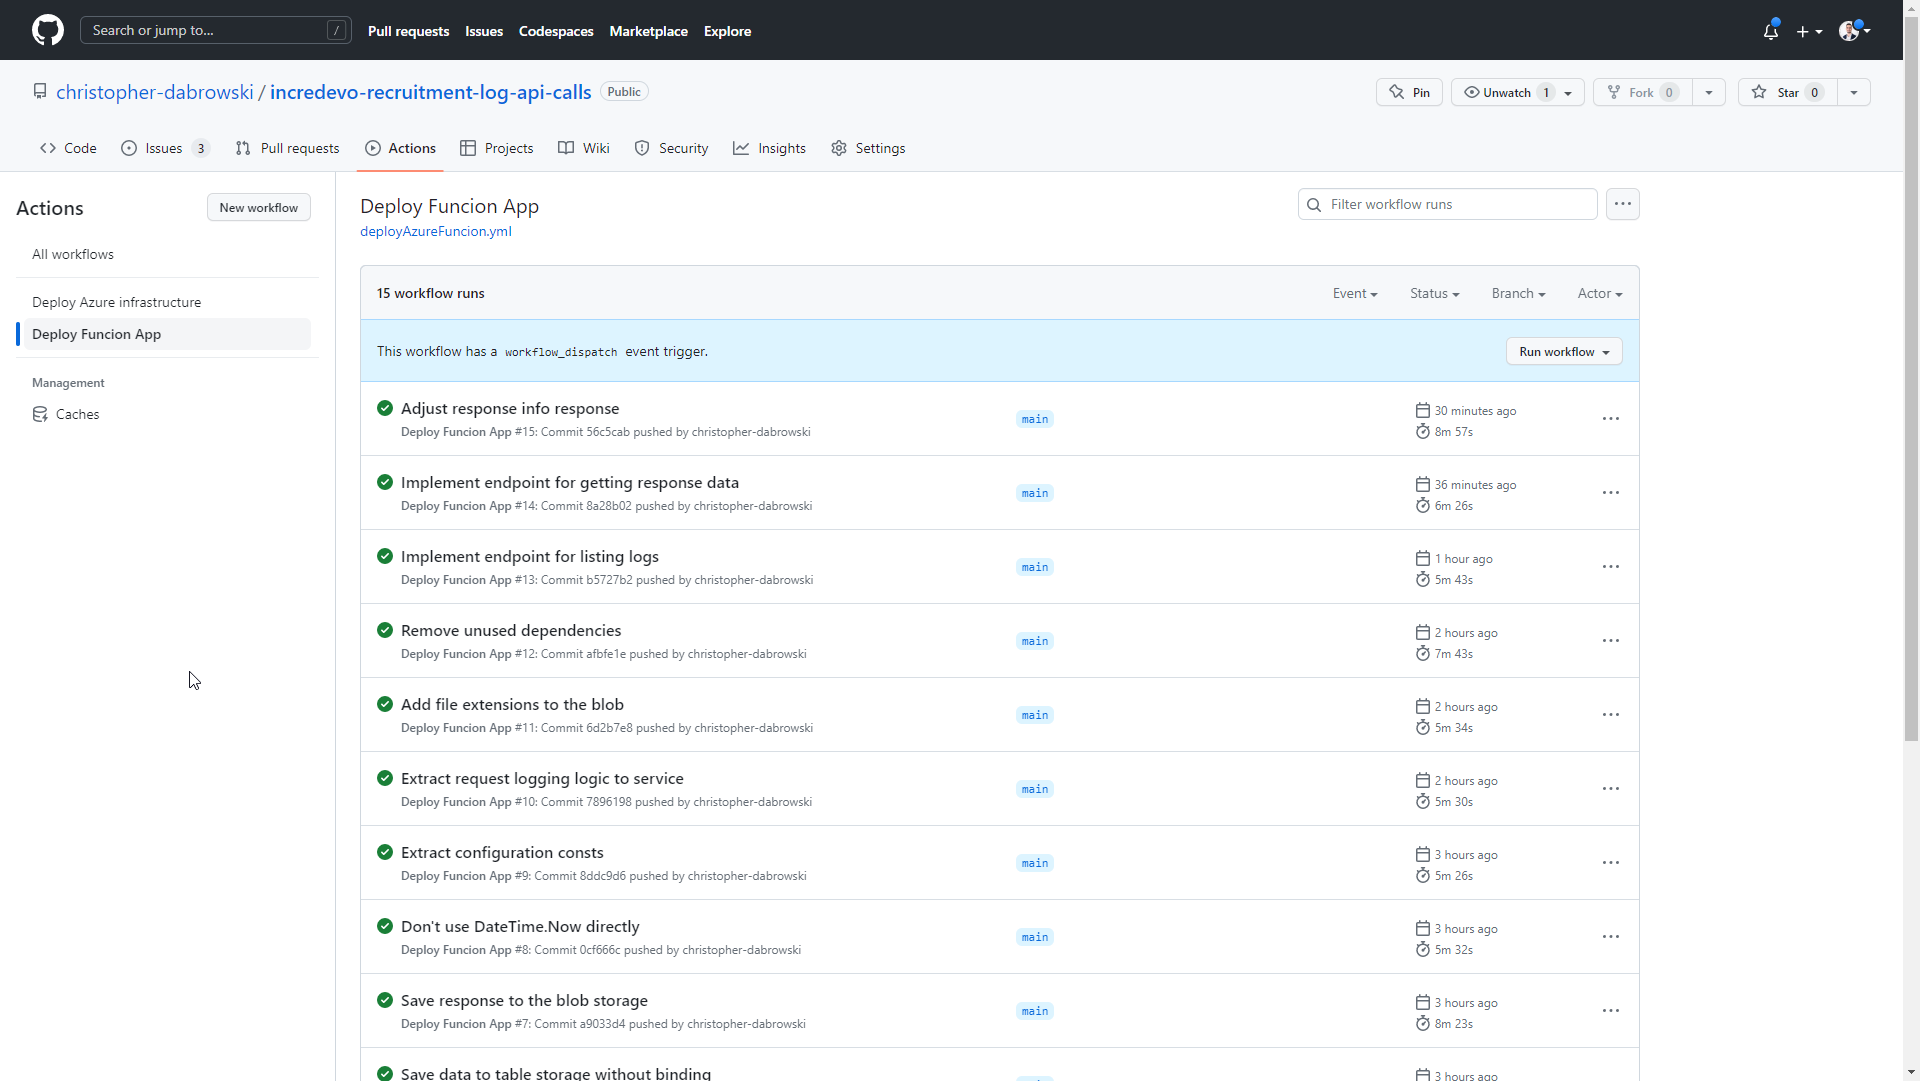 Search or jump to... /
Pull requests Issues Codespaces Marketplace Explore
christopher-dabrowski / incredevo-recruitment-log-api-calls Public
Pin Unwatch 1 Fork 0 Star 0
Code Issues 3 Pull requests Actions Projects Wiki Security Insights Settings
Actions
New workflow
All workflows
Deploy Azure infrastructure
Deploy Funcion App
Management
Caches
Deploy Funcion App
deployAzureFuncion.yml
Filter workflow runs
15 workflow runs
Event Status Branch Actor
This workflow has a workflow_dispatch event trigger.
Run workflow
Adjust response info response
Deploy Funcion App #15: Commit 56c5cab pushed by christopher-dabrowski
main
30 minutes ago
8m 57s
Implement endpoint for getting response data
Deploy Funcion App #14: Commit 8a28b02 pushed by christopher-dabrowski
main
36 minutes ago
6m 26s
Implement endpoint for listing logs
Deploy Funcion App #13: Commit b5727b2 pushed by christopher-dabrowski
main
1 hour ago
5m 43s
Remove unused dependencies
Deploy Funcion App #12: Commit afbfe1e pushed by christopher-dabrowski
main
2 hours ago
7m 43s
Add file extensions to the blob
Deploy Funcion App #11: Commit 6d2b7e8 pushed by christopher-dabrowski
main
2 hours ago
5m 34s
Extract request logging logic to service
Deploy Funcion App #10: Commit 7896198 pushed by christopher-dabrowski
main
2 hours ago
5m 30s
Extract configuration consts
Deploy Funcion App #9: Commit 8ddc9d6 pushed by christopher-dabrowski
main
3 hours ago
5m 26s
Don't use DateTime.Now directly
Deploy Funcion App #8: Commit 0cf666c pushed by christopher-dabrowski
main
3 hours ago
5m 32s
Save response to the blob storage
Deploy Funcion App #7: Commit a9033d4 pushed by christopher-dabrowski
main
3 hours ago
8m 23s
Save data to table storage without binding
3 hours ago